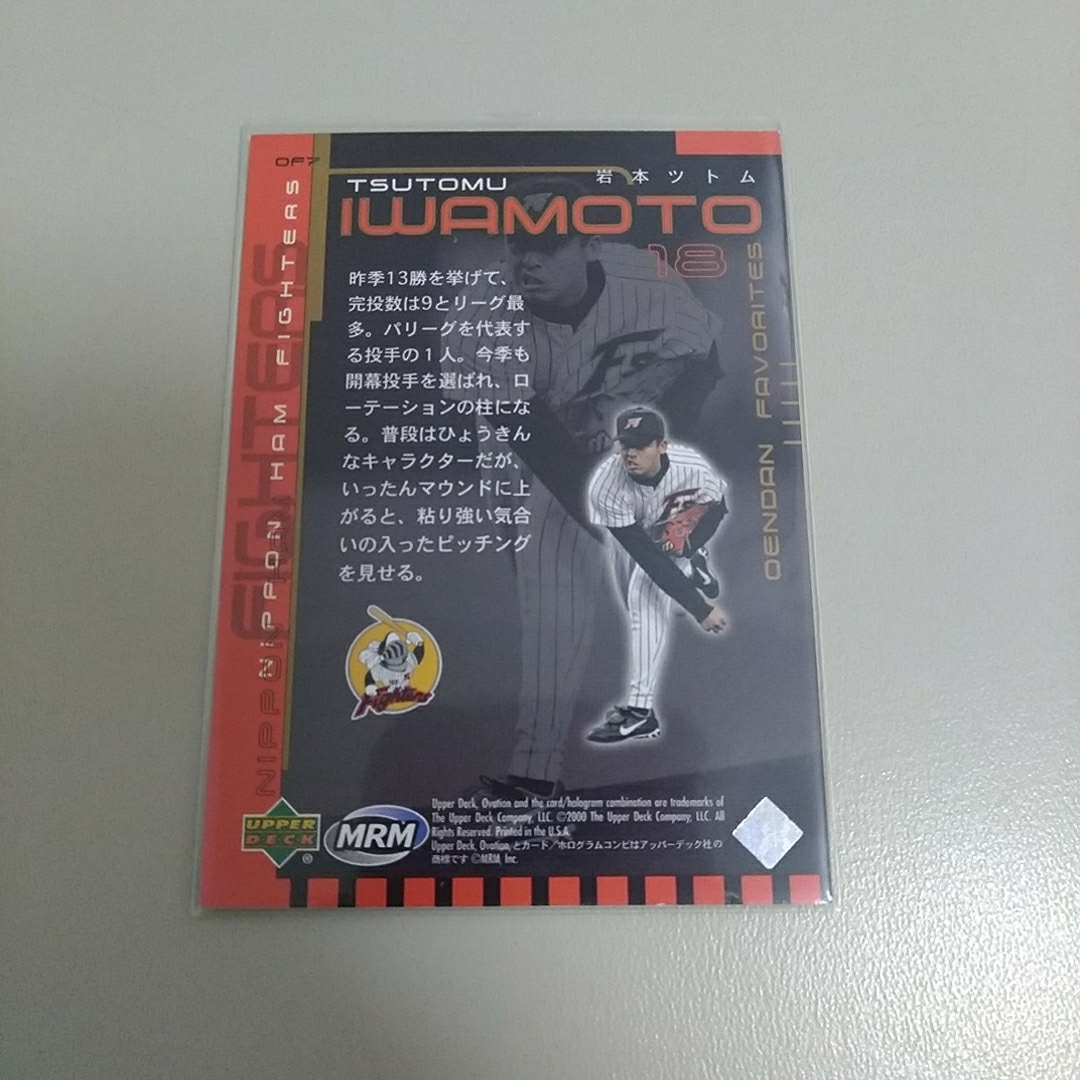 OF7
TSUTOMU
岩本ツトム
IWAMOTO
18
NIPPON HAM FIGHTERS
NIPPON
FIGHTERS
OENDAN FAVORITES
昨季13勝を挙げて、
完投数は9とリーグ最
多。パリーグを代表す
る投手の1人。今季も
開幕投手を選ばれ、ロ
ーテーションの柱にな
る。普段はひょうきん
なキャラクターだが、
いったんマウンドに上
がると、粘り強い気合
いの入ったピッチング
を見せる。
Fighters
UPPER
DECK
®
MRM
Upper Deck, Ovation and the card/hologram combination are trademarks of
The Upper Deck Company, LLC. ©2000 The Upper Deck Company, LLC. All
Rights Reserved. Printed in the U.S.A.
Upper Deck, Ovation, とカード/ホログラムコンビはアッパーデック社の
商標です ©MRM, Inc.